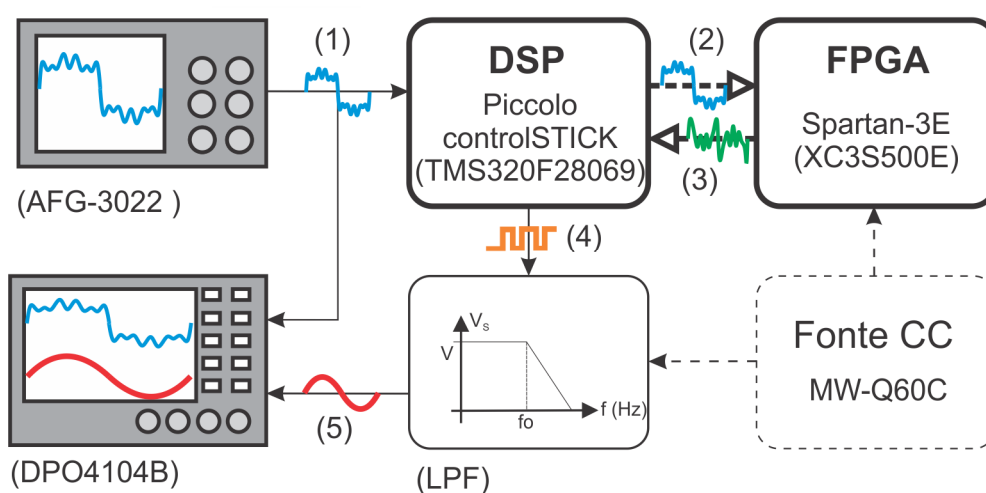 (1)
DSP
Piccolo
controlSTICK
(TMS320F28069)
(2)
(3)
FPGA
Spartan-3E
(XC3S500E)
(AFG-3022 )
(4)
Vs
V
f (Hz)
fo
Fonte CC
MW-Q60C
(5)
(DPO4104B)
(LPF)